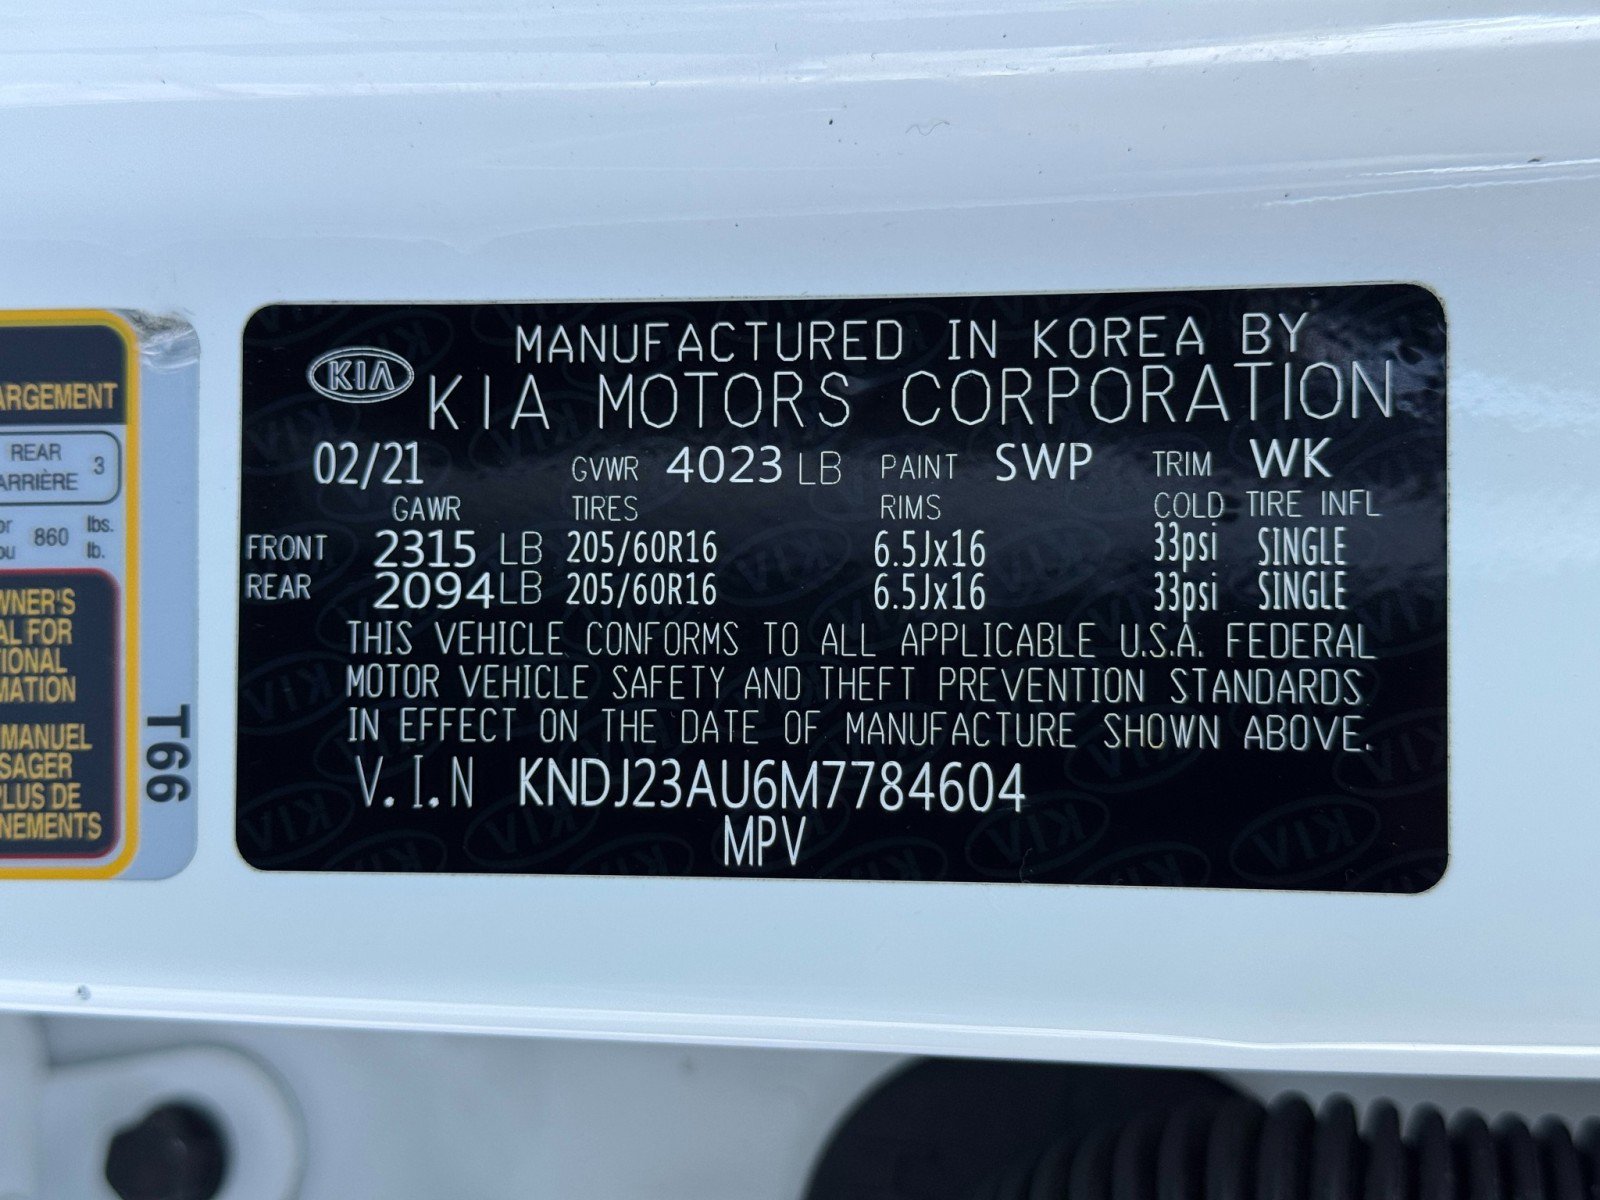 ARGEMENT
REAR
ARRIÈRE 3
or
ou 860 lbs.
lb.
WNER'S
AL FOR
TIONAL
MATION
MANUEL
SAGER
PLUS DE
NEMENTS
T66
MANUFACTURED IN KOREA BY
KIA KIA MOTORS CORPORATION
02/21 GVWR 4023 LB PAINT SWP TRIM WK
GAWR TIRES RIMS COLD TIRE INFL
FRONT 2315 LB 205/60R16 6.5Jx16 33psi SINGLE
REAR 2094 LB 205/60R16 6.5Jx16 33psi SINGLE
THIS VEHICLE CONFORMS TO ALL APPLICABLE U.S.A. FEDERAL
MOTOR VEHICLE SAFETY AND THEFT PREVENTION STANDARDS
IN EFFECT ON THE DATE OF MANUFACTURE SHOWN ABOVE.
V.I.N KNDJ23AU6M7784604
MPV